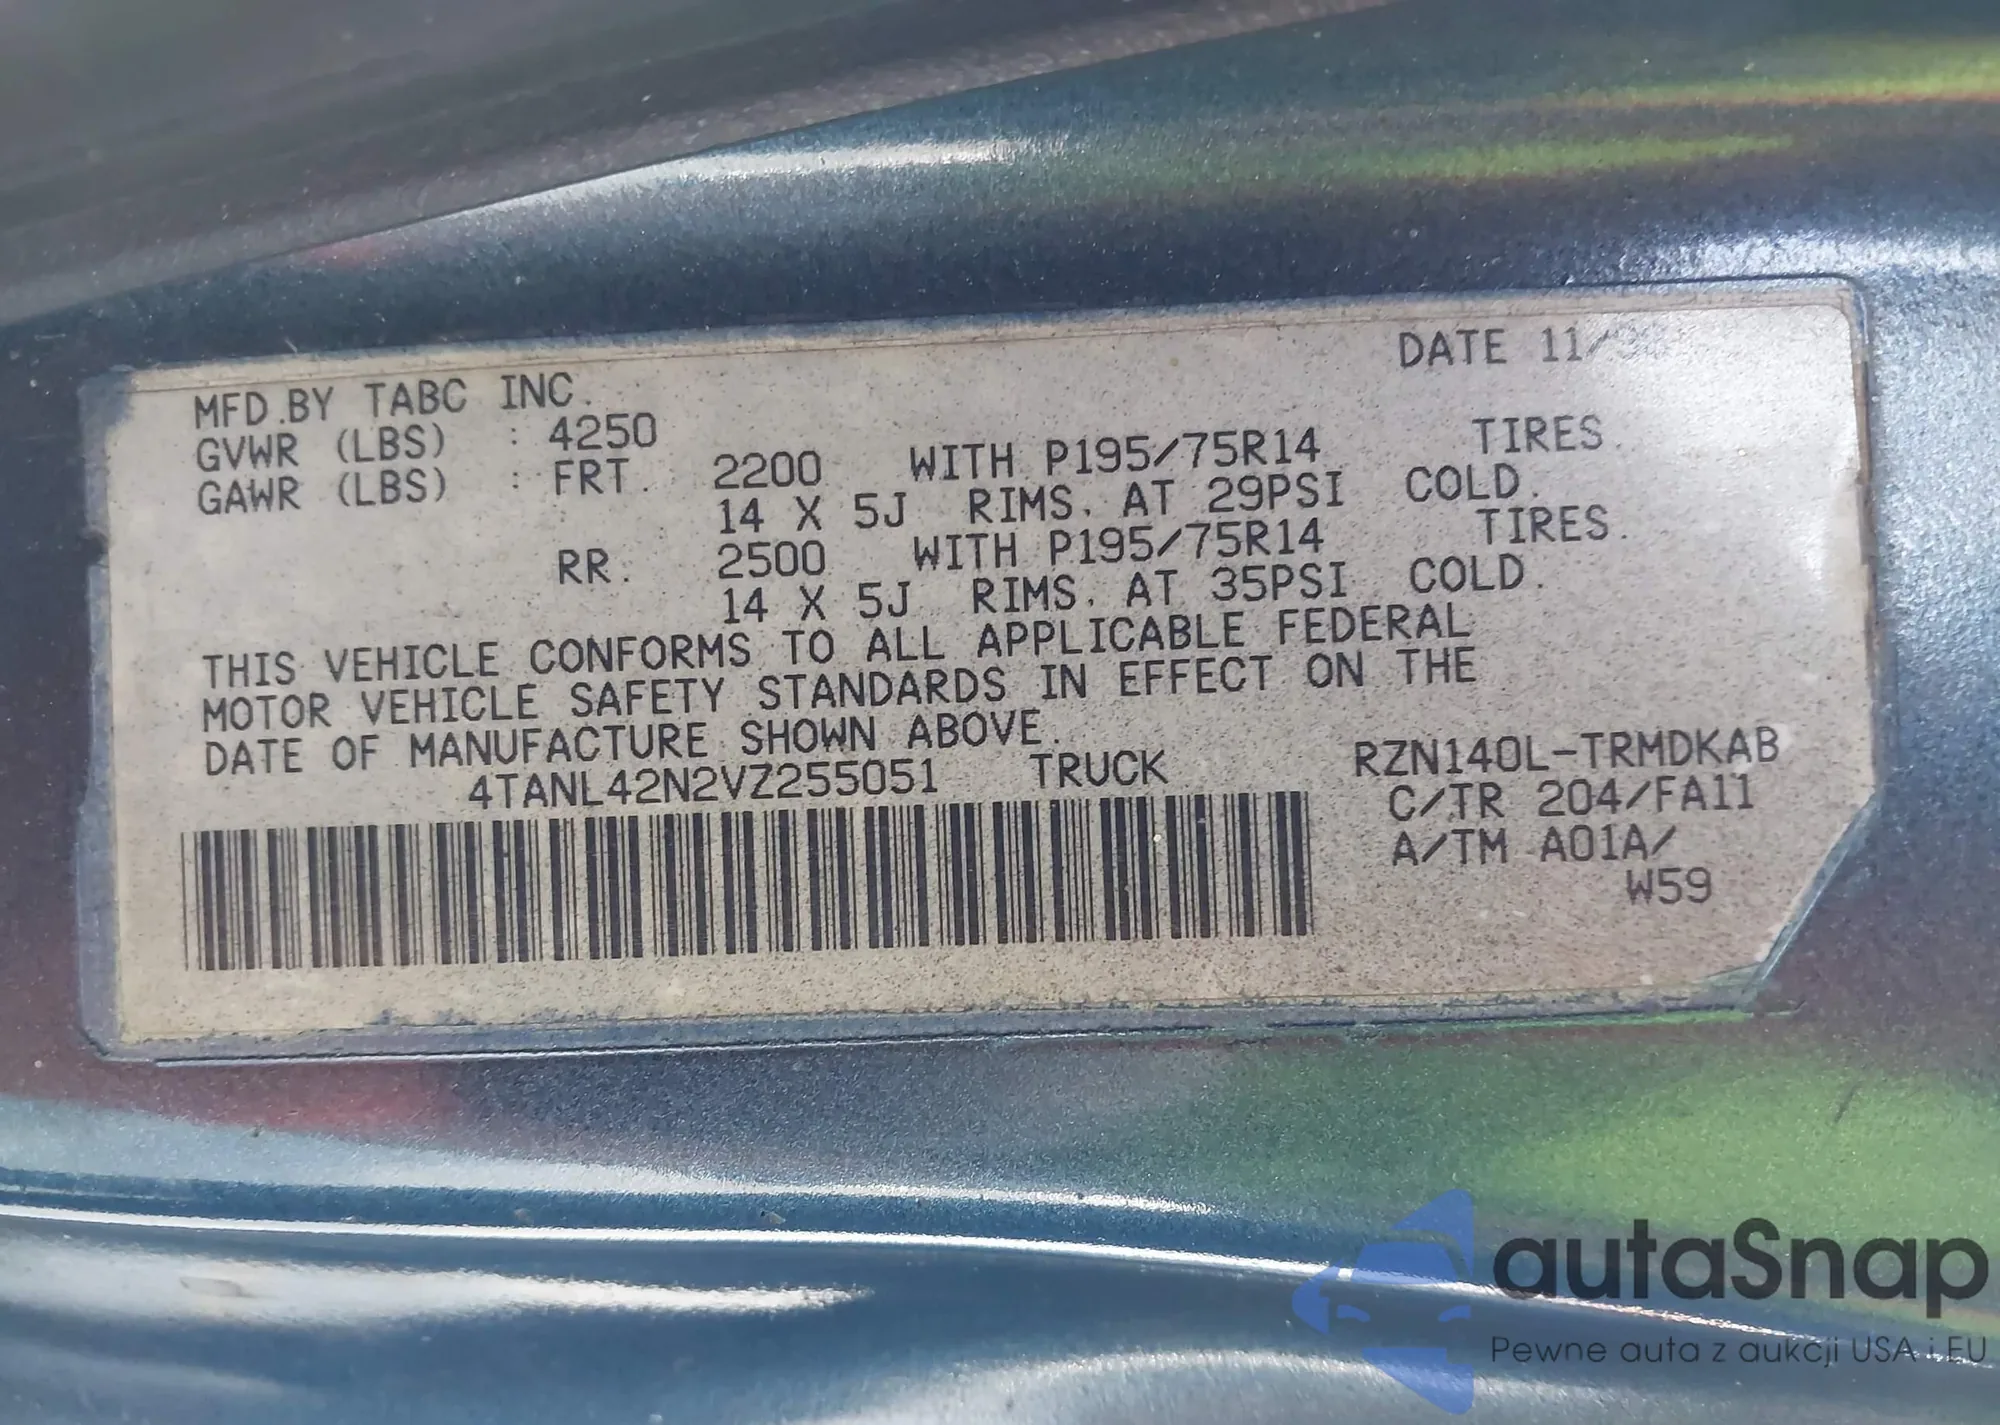 DATE 11/
MFD.BY TABC INC.
GVWR (LBS) : 4250
GAWR (LBS) : FRT. 2200 WITH P195/75R14 TIRES.
14 X 5J RIMS. AT 29PSI COLD.
RR. 2500 WITH P195/75R14 TIRES.
14 X 5J RIMS. AT 35PSI COLD.
THIS VEHICLE CONFORMS TO ALL APPLICABLE FEDERAL
MOTOR VEHICLE SAFETY STANDARDS IN EFFECT ON THE
DATE OF MANUFACTURE SHOWN ABOVE.
4TANL42N2VZ255051 TRUCK RZN140L-TRMDKAB
C/TR 204/FA11
A/TM A01A/
W59
autaSnap
Pewne auta z aukcji USA i EU